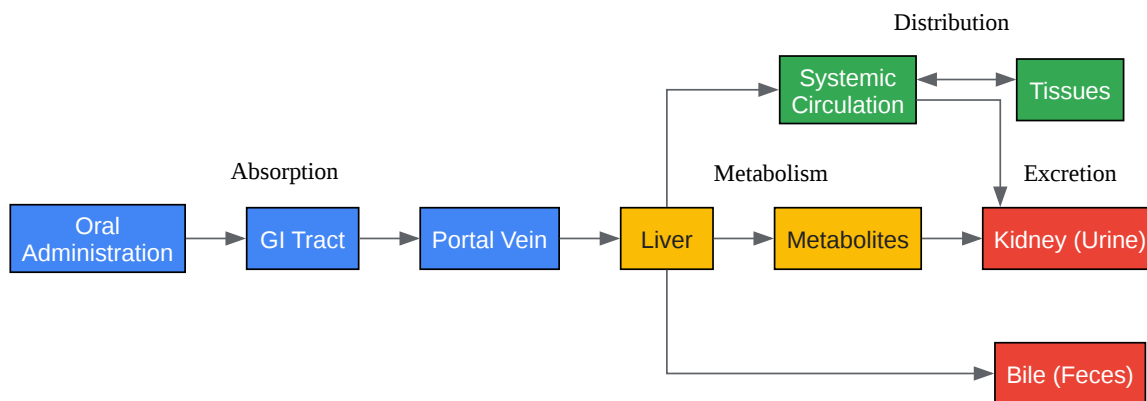 Distribution
Systemic
Circulation
Tissues
Absorption
Metabolism
Excretion
Oral
Administration
GI Tract
Portal Vein
Liver
Metabolites
Kidney (Urine)
Bile (Feces)